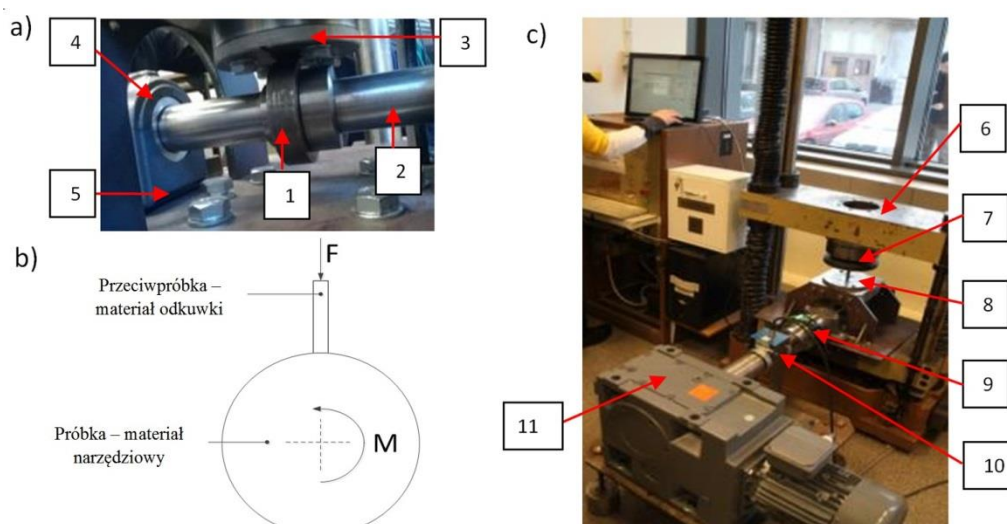 a)
4
3
5
1
2
b)
F
Przeciwpróbka –
materiał odkuwki
Próbka – materiał
narzędziowy
M
c)
6
7
8
9
10
11